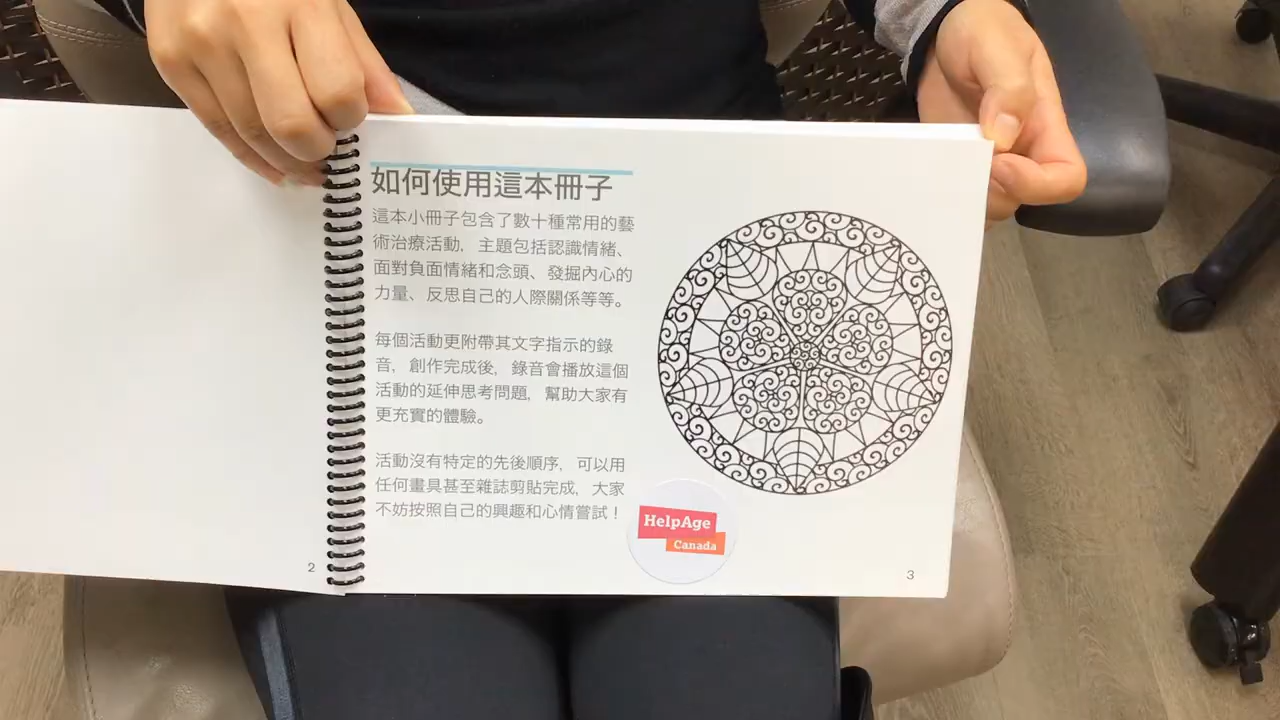 如何使用這本冊子
這本小冊子包含了數十種常用的藝
術治療活動，主題包括認識情緒、
面對負面情緒和念頭、發掘內心的
力量、反思自己的人際關係等等。
每個活動更附帶其文字指示的錄
音，創作完成後，錄音會播放這個
活動的延伸思考問題，幫助大家有
更充實的體驗。
活動沒有特定的先後順序，可以用
任何畫具甚至雜誌剪貼完成，大家
不妨按照自己的興趣和心情嘗試！
HelpAge
Canada
2
3